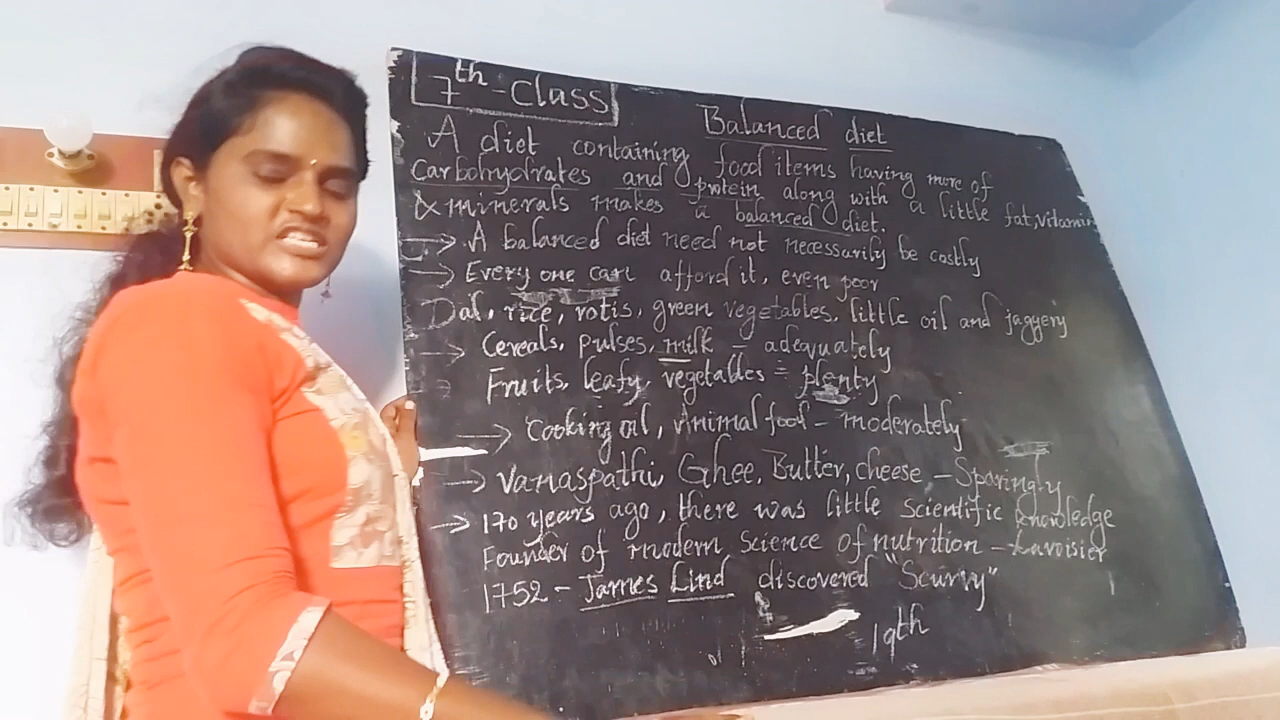 7th-class
Balanced diet
A diet containing food items having more of
carbohydrates and protein along with a little fat, vitamin
& minerals makes a balanced diet.
→ A balanced diet need not necessarily be costly
→ Every one can afford it, even poor
Dal, rice, rotis, green vegetables, little oil and jaggery
→ Cereals, pulses, milk - adequately
→ Fruits, leafy, vegetables = plenty
→ Cooking oil, Animal food - moderately
→ Vanaspathi, Ghee, Butter, cheese - Sparingly
→ 170 years ago, there was little scientific knowledge
Founder of modern science of nutrition - Lavoisier
1752 - James Lind discovered "Scurvy"
19th